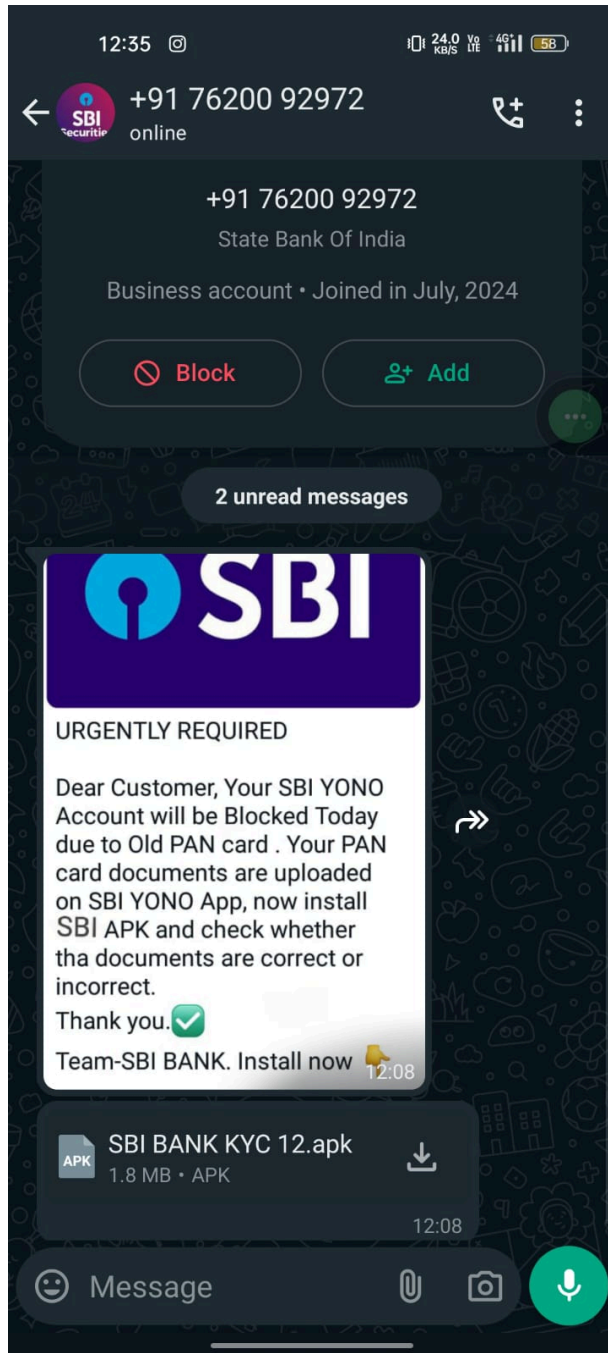 12:35
24.0 KB/S
Vo LTE
4G+
58
SBI
Securitie
+91 76200 92972
online
+91 76200 92972
State Bank Of India
Business account • Joined in July, 2024
Block
Add
2 unread messages
SBI
URGENTLY REQUIRED
Dear Customer, Your SBI YONO
Account will be Blocked Today
due to Old PAN card . Your PAN
card documents are uploaded
on SBI YONO App, now install
SBI APK and check whether
tha documents are correct or
incorrect.
Thank you.✅
Team-SBI BANK. Install now 👇
12:08
APK
SBI BANK KYC 12.apk
1.8 MB • APK
12:08
Message